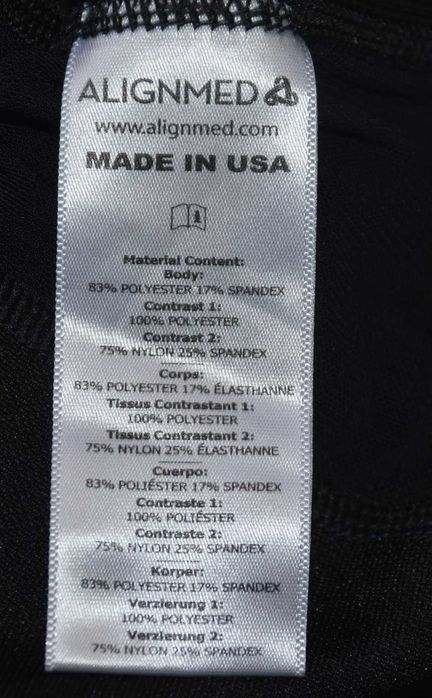 ALIGNMED
www.alignmed.com
MADE IN USA
Material Content:
Body:
83% POLYESTER 17% SPANDEX
Contrast 1:
100% POLYESTER
Contrast 2:
75% NYLON 25% SPANDEX
Corps:
83% POLYESTER 17% ÉLASTHANNE
Tissus Contrastant 1:
100% POLYESTER
Tissus Contrastant 2:
75% NYLON 25% ÉLASTHANNE
Cuerpo:
83% POLIÉSTER 17% SPANDEX
Contraste 1:
100% POLIÉSTER
Contraste 2:
75% NYLON 25% SPANDEX
Korper:
83% POLYESTER 17% SPANDEX
Verzierung 1:
100% POLYESTER
Verzierung 2:
75% NYLON 25% SPANDEX